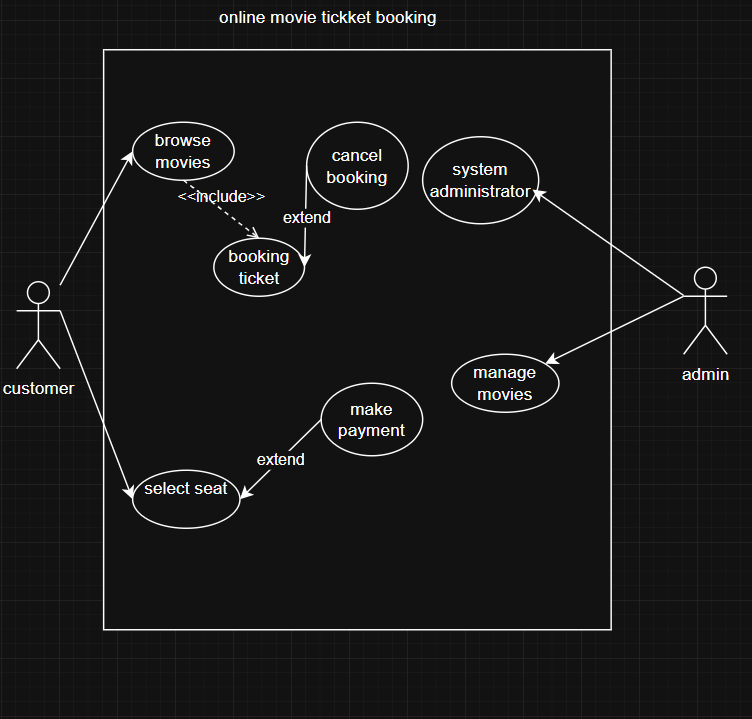 online movie tickket booking
browse
movies
cancel
booking
system
administrator
<<include>>
extend
booking
ticket
customer
admin
manage
movies
make
payment
extend
select seat